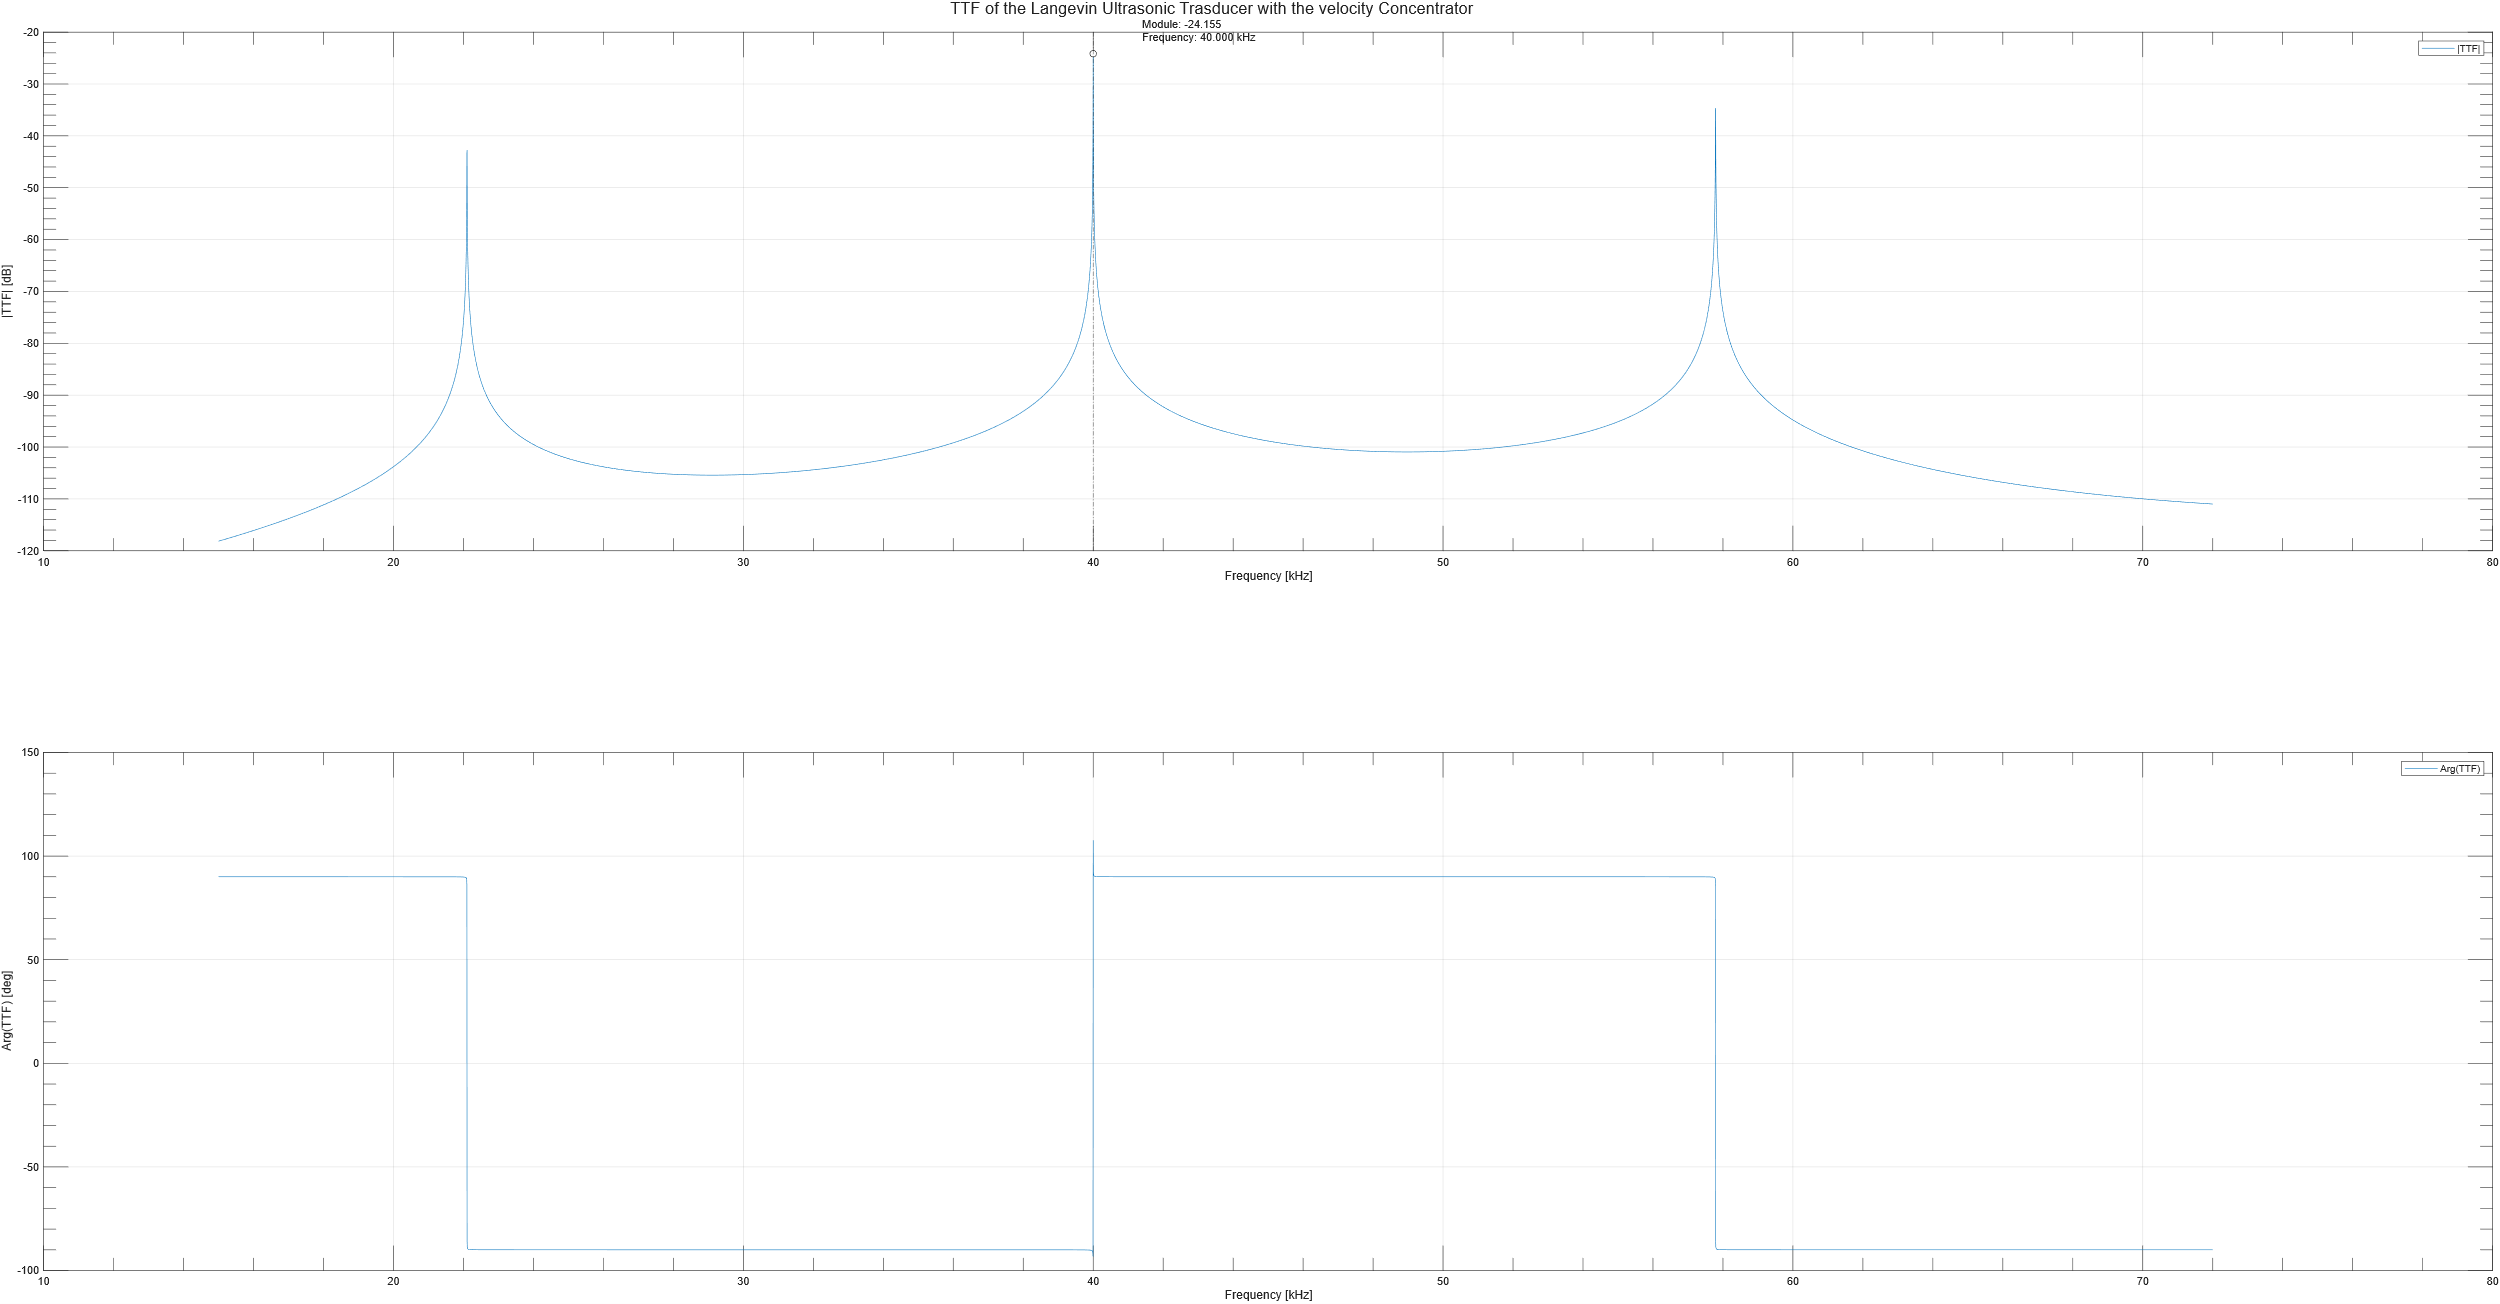 TTF of the Langevin Ultrasonic Trasducer with the velocity Concentrator
Module: -24.155
Frequency: 40.000 kHz
|TTF|
-20
-30
-40
-50
-60
-70
-80
-90
-100
-110
-120
|TTF| [dB]
10 20 30 40 50 60 70 80
Frequency [kHz]
Arg(TTF)
150
100
50
0
-50
-100
Arg(TTF) [deg]
10 20 30 40 50 60 70 80
Frequency [kHz]